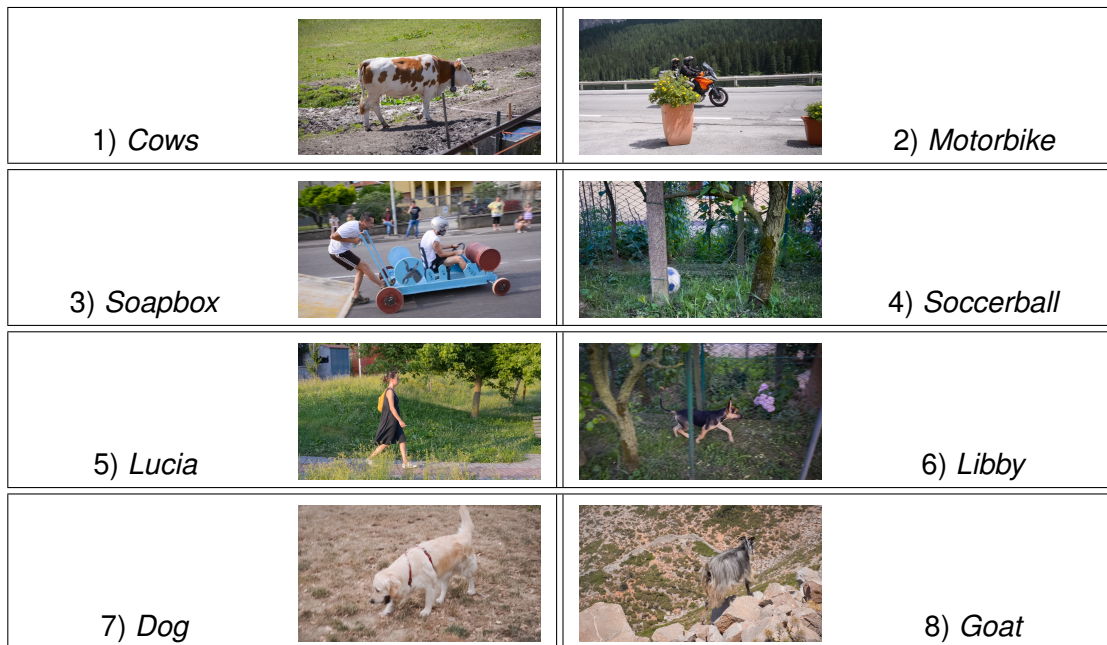 1) Cows
2) Motorbike
3) Soapbox
4) Soccerball
5) Lucia
6) Libby
7) Dog
8) Goat